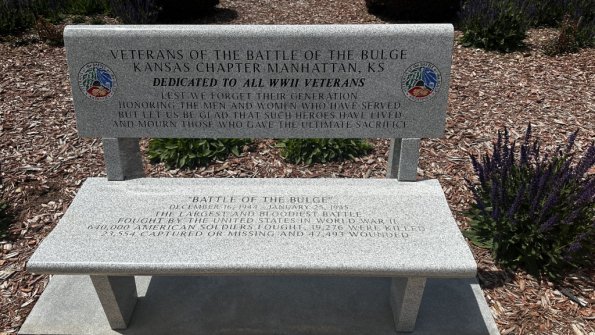 VETERANS OF THE BATTLE OF THE BULGE
KANSAS CHAPTER MANHATTAN, KS
DEDICATED TO ALL WWII VETERANS
LEST WE FORGET THEIR GENERATION
HONORING THE MEN AND WOMEN WHO HAVE SERVED
BUT LET US BE GLAD THAT SUCH HEROES HAVE LIVED
AND MOURN THOSE WHO GAVE THE ULTIMATE SACRIFICE
"BATTLE OF THE BULGE"
DECEMBER 16, 1944 - JANUARY 25, 1945
THE LARGEST AND BLOODIEST BATTLE
FOUGHT BY THE UNITED STATES IN WORLD WAR II
640,000 AMERICAN SOLDIERS FOUGHT, 19,276 WERE KILLED
23,554 CAPTURED OR MISSING AND 47,493 WOUNDED